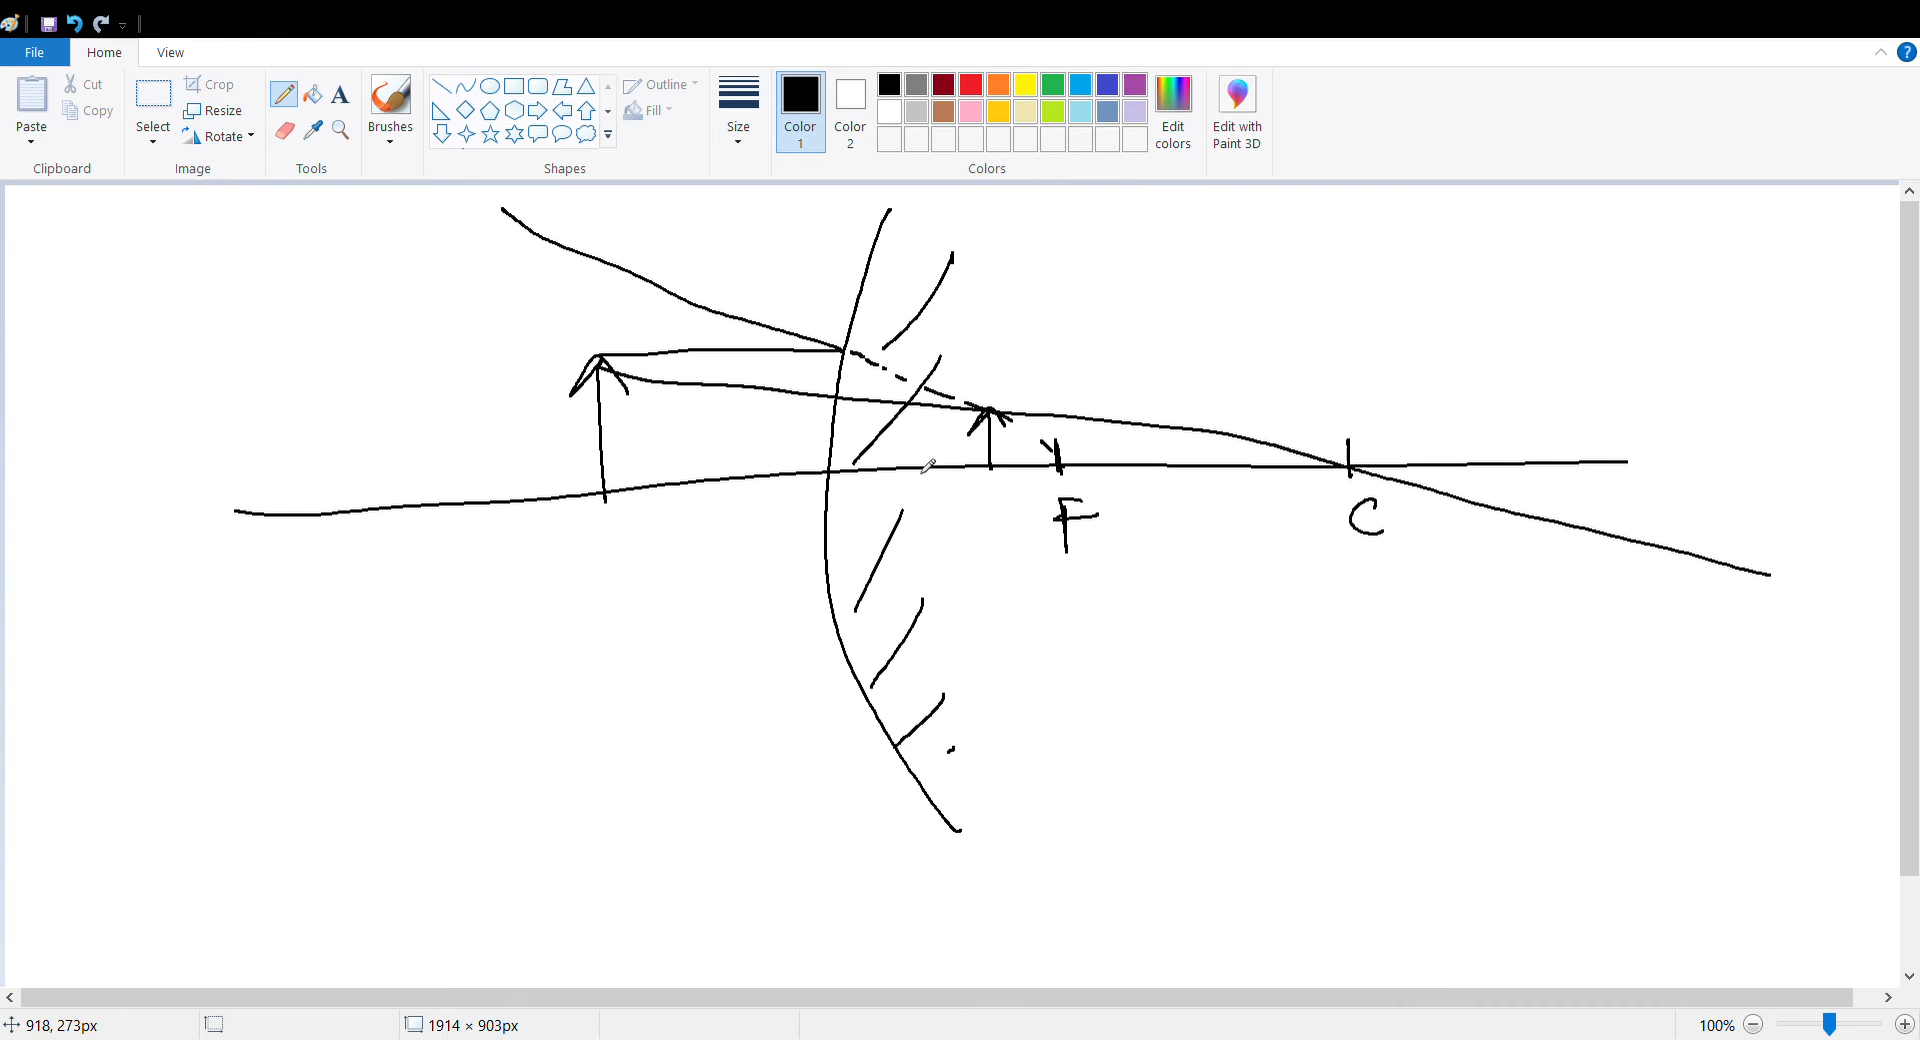 File Home View
Paste Cut Copy Select Crop Resize Rotate Brushes Outline Fill Size Color 1 Color 2 Edit colors Edit with Paint 3D
Clipboard Image Tools Shapes Colors
A
?
F
C
918, 273px 1914 × 903px 100%